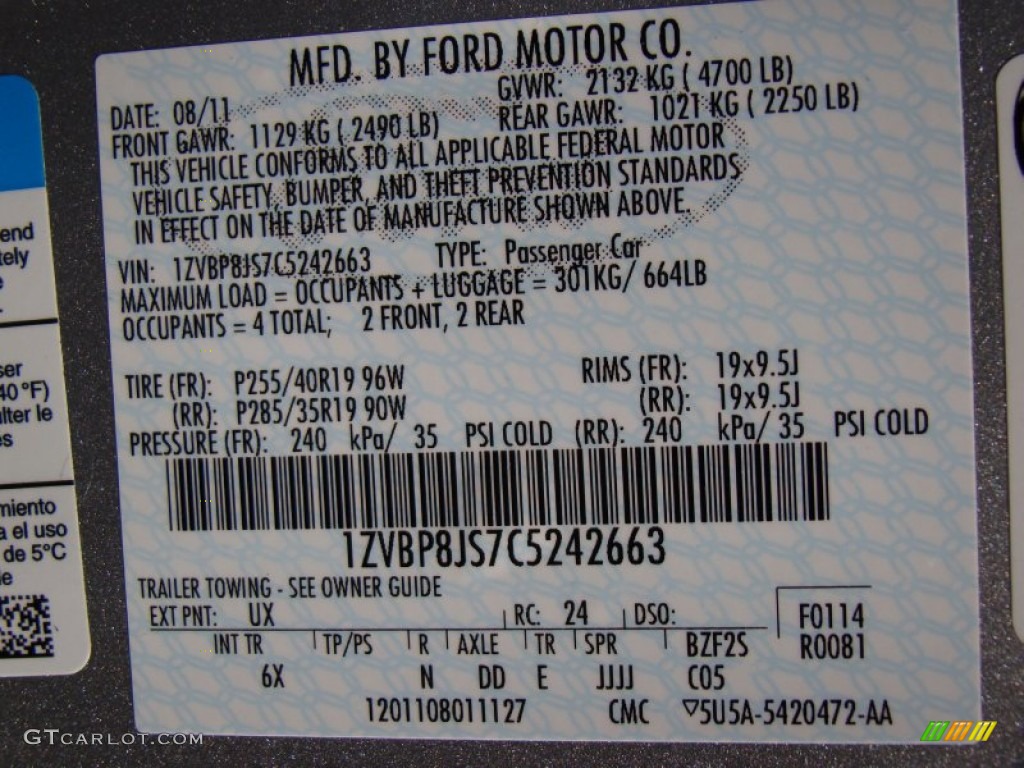 MFD. BY FORD MOTOR CO.
DATE: 08/11 GVWR: 2132 KG ( 4700 LB)
FRONT GAWR: 1129 KG ( 2490 LB) REAR GAWR: 1021 KG ( 2250 LB)
THIS VEHICLE CONFORMS TO ALL APPLICABLE FEDERAL MOTOR
VEHICLE SAFETY, BUMPER, AND THEFT PREVENTION STANDARDS
IN EFFECT ON THE DATE OF MANUFACTURE SHOWN ABOVE.
VIN: 1ZVBP8JS7C5242663 TYPE: Passenger Car
MAXIMUM LOAD = OCCUPANTS + LUGGAGE = 301KG/ 664LB
OCCUPANTS = 4 TOTAL; 2 FRONT, 2 REAR
TIRE (FR): P255/40R19 96W RIMS (FR): 19x9.5J
(RR): P285/35R19 90W (RR): 19x9.5J
PRESSURE (FR): 240 kPa/ 35 PSI COLD (RR): 240 kPa/ 35 PSI COLD
1ZVBP8JS7C5242663
TRAILER TOWING - SEE OWNER GUIDE
EXT PNT: UX RC: 24 DSO: F0114
INT TR TP/PS R AXLE TR SPR BZF2S R0081
6X N DD E JJJJ C05
1201108011127 CMC ▽5U5A-5420472-AA
end
tely
e
ser
40 °F)
ulter le
es
miento
a el uso
de 5°C
le
GTCARLOT.COM